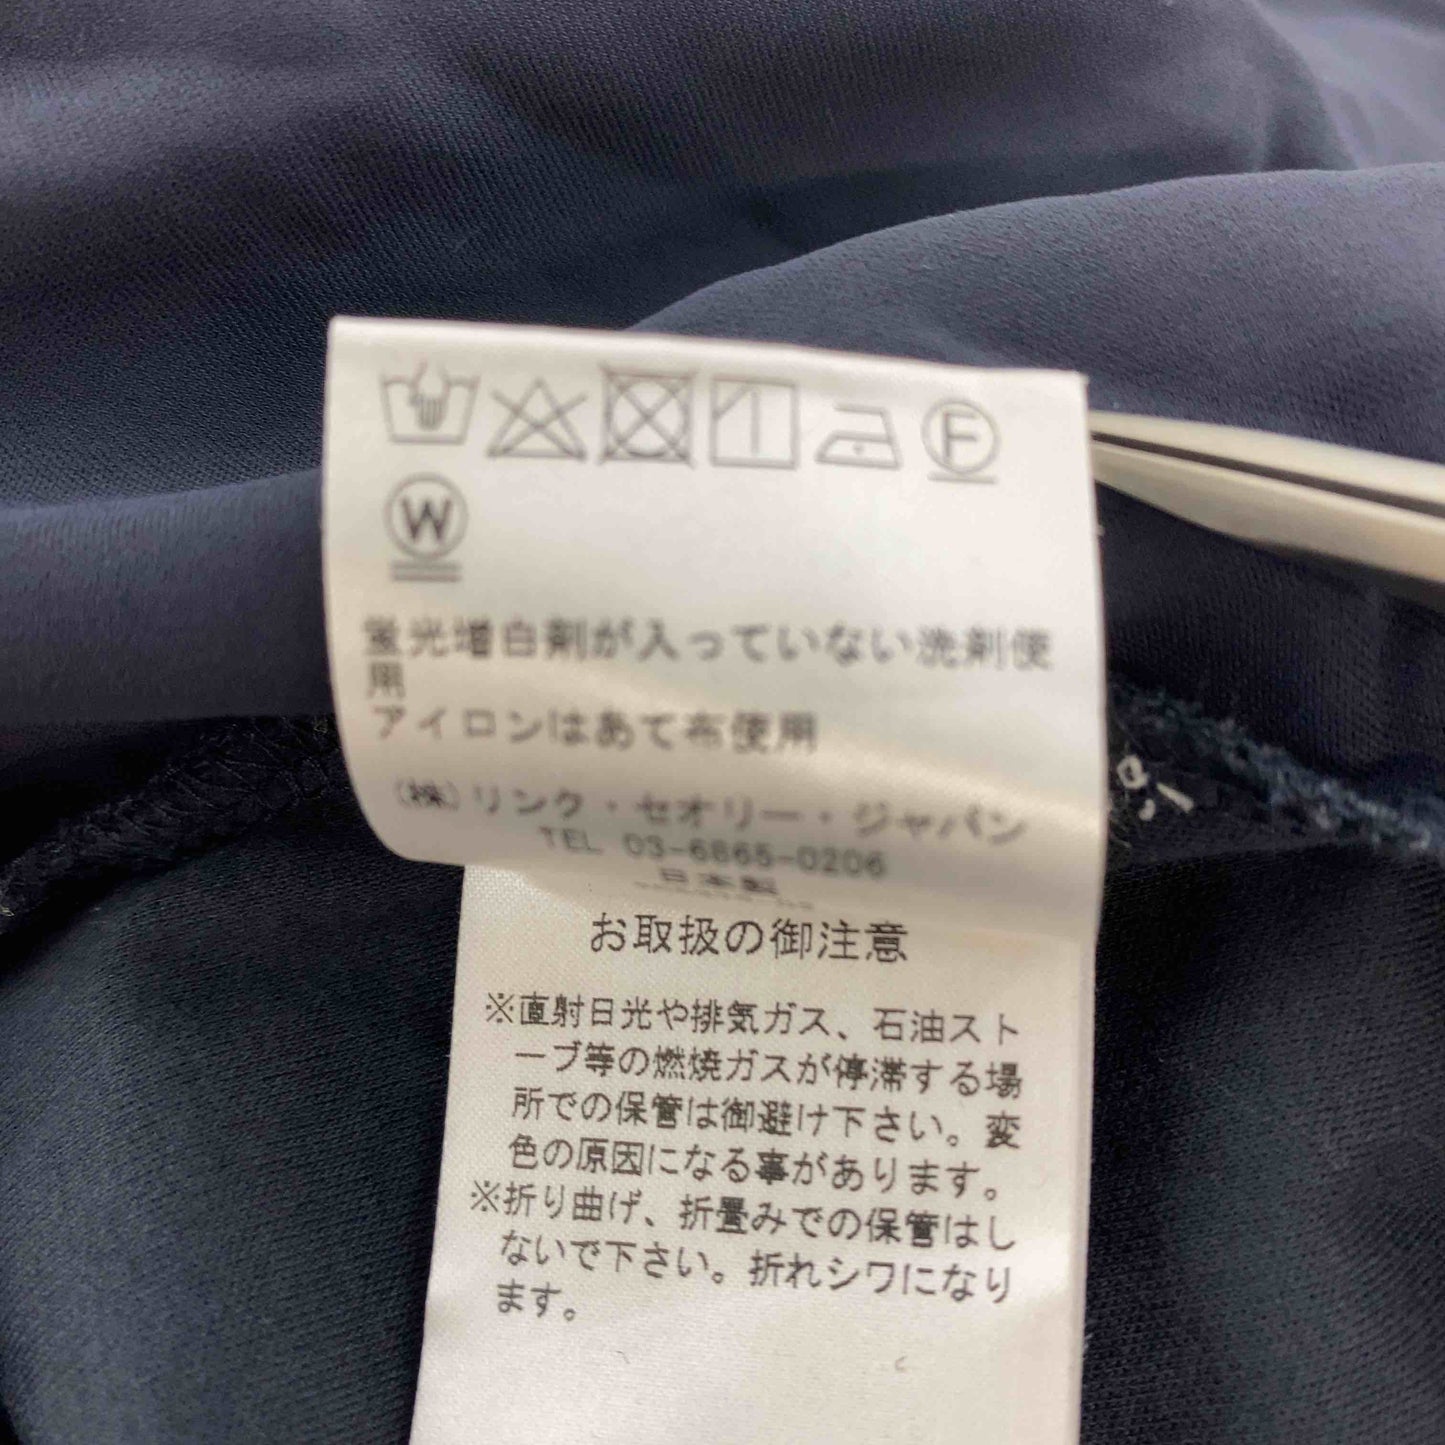 F
W
蛍光増白剤が入っていない洗剤使
用
アイロンはあて布使用
(株)リンク・セオリー・ジャパン
TEL 03-6865-0206
日本製
お取扱の御注意
※直射日光や排気ガス、石油スト
ーブ等の燃焼ガスが停滞する場
所での保管は御避け下さい。変
色の原因になる事があります。
※折り曲げ、折畳みでの保管はし
ないで下さい。折れシワになり
ます。